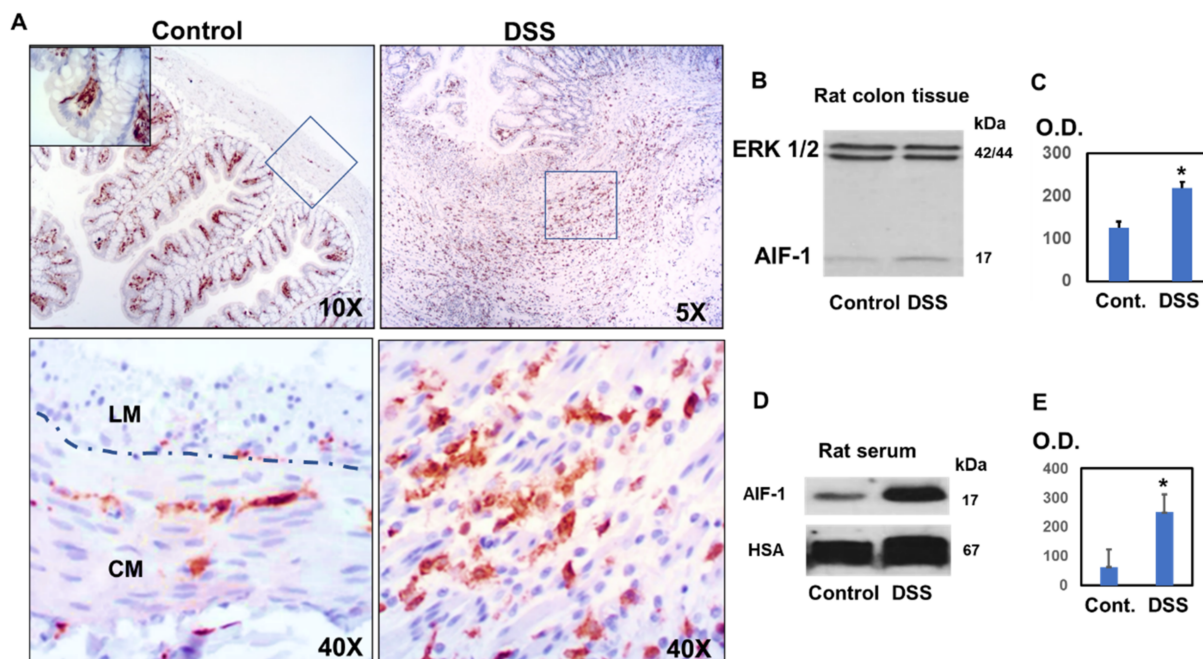 A
Control
DSS
10X
5X
LM
CM
40X
40X
B
Rat colon tissue
kDa
ERK 1/2
42/44
AIF-1
17
Control DSS
C
O.D.
300
200
100
0
*
Cont. DSS
D
Rat serum
kDa
AIF-1
17
HSA
67
Control DSS
E
O.D.
400
300
200
100
0
*
Cont. DSS